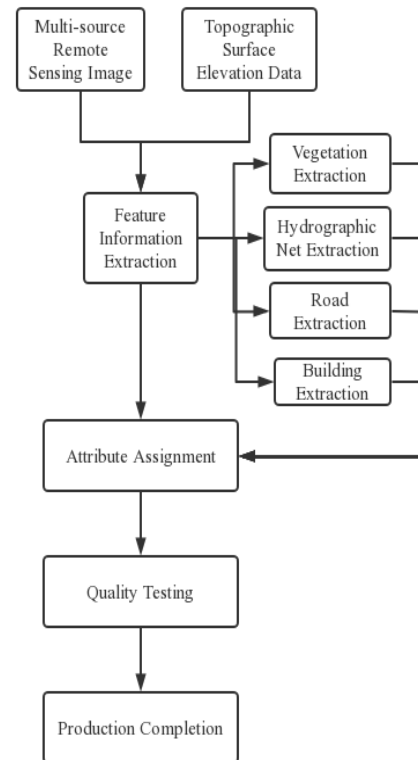 Multi-source
Remote
Sensing Image
Topographic
Surface
Elevation Data
Vegetation
Extraction
Feature
Information
Extraction
Hydrographic
Net Extraction
Road
Extraction
Building
Extraction
Attribute Assignment
Quality Testing
Production Completion